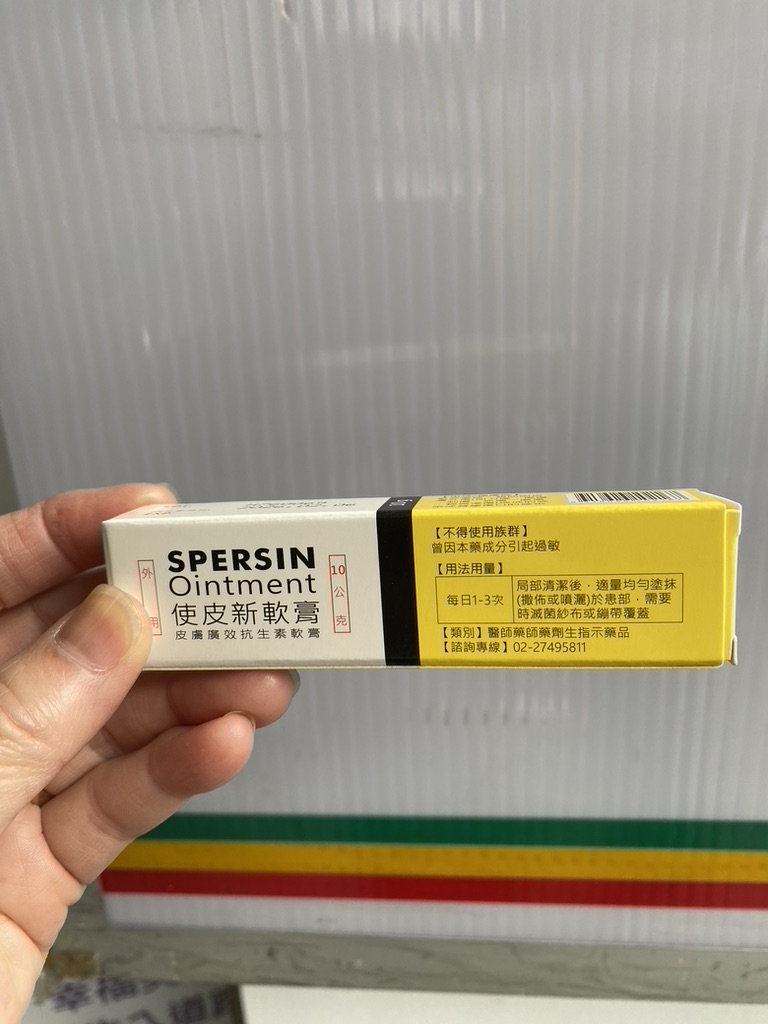 外用
SPERSIN
Ointment
使皮新軟膏
皮膚廣效抗生素軟膏
10公克
【不得使用族群】
曾因本藥成分引起過敏
【用法用量】
每日1-3次
局部清潔後，適量均勻塗抹
(撒佈或噴灑)於患部，需要
時滅菌紗布或繃帶覆蓋
【類別】醫師藥師藥劑生指示藥品
【諮詢專線】02-27495811
幸福